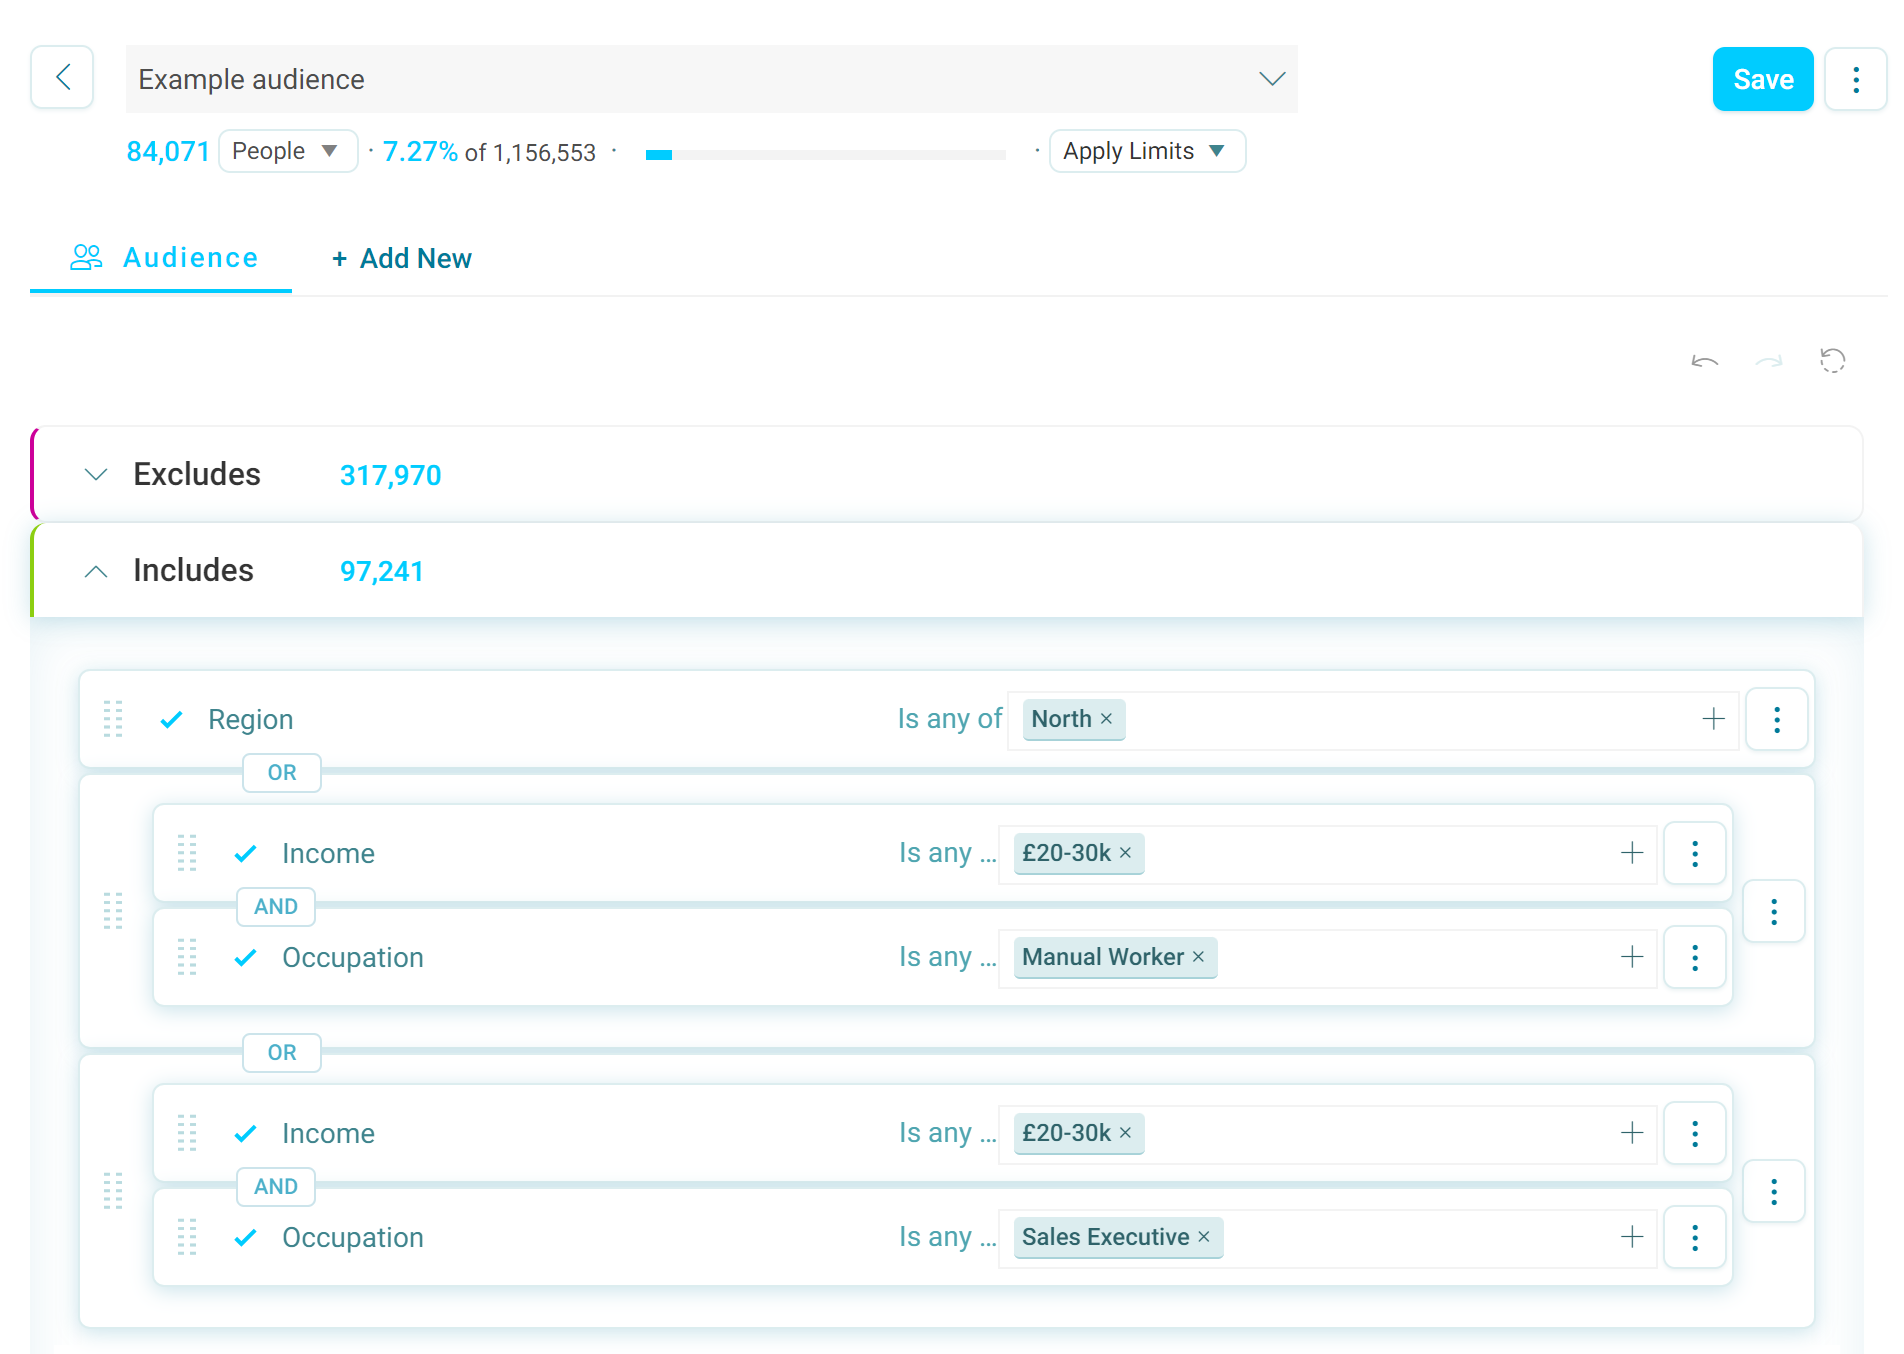 Example audience
Save
84,071 People · 7.27% of 1,156,553 · · Apply Limits
Audience + Add New
Excludes 317,970
Includes 97,241
Region Is any of North ×
OR
Income Is any ... £20-30k ×
AND
Occupation Is any ... Manual Worker ×
OR
Income Is any ... £20-30k ×
AND
Occupation Is any ... Sales Executive ×